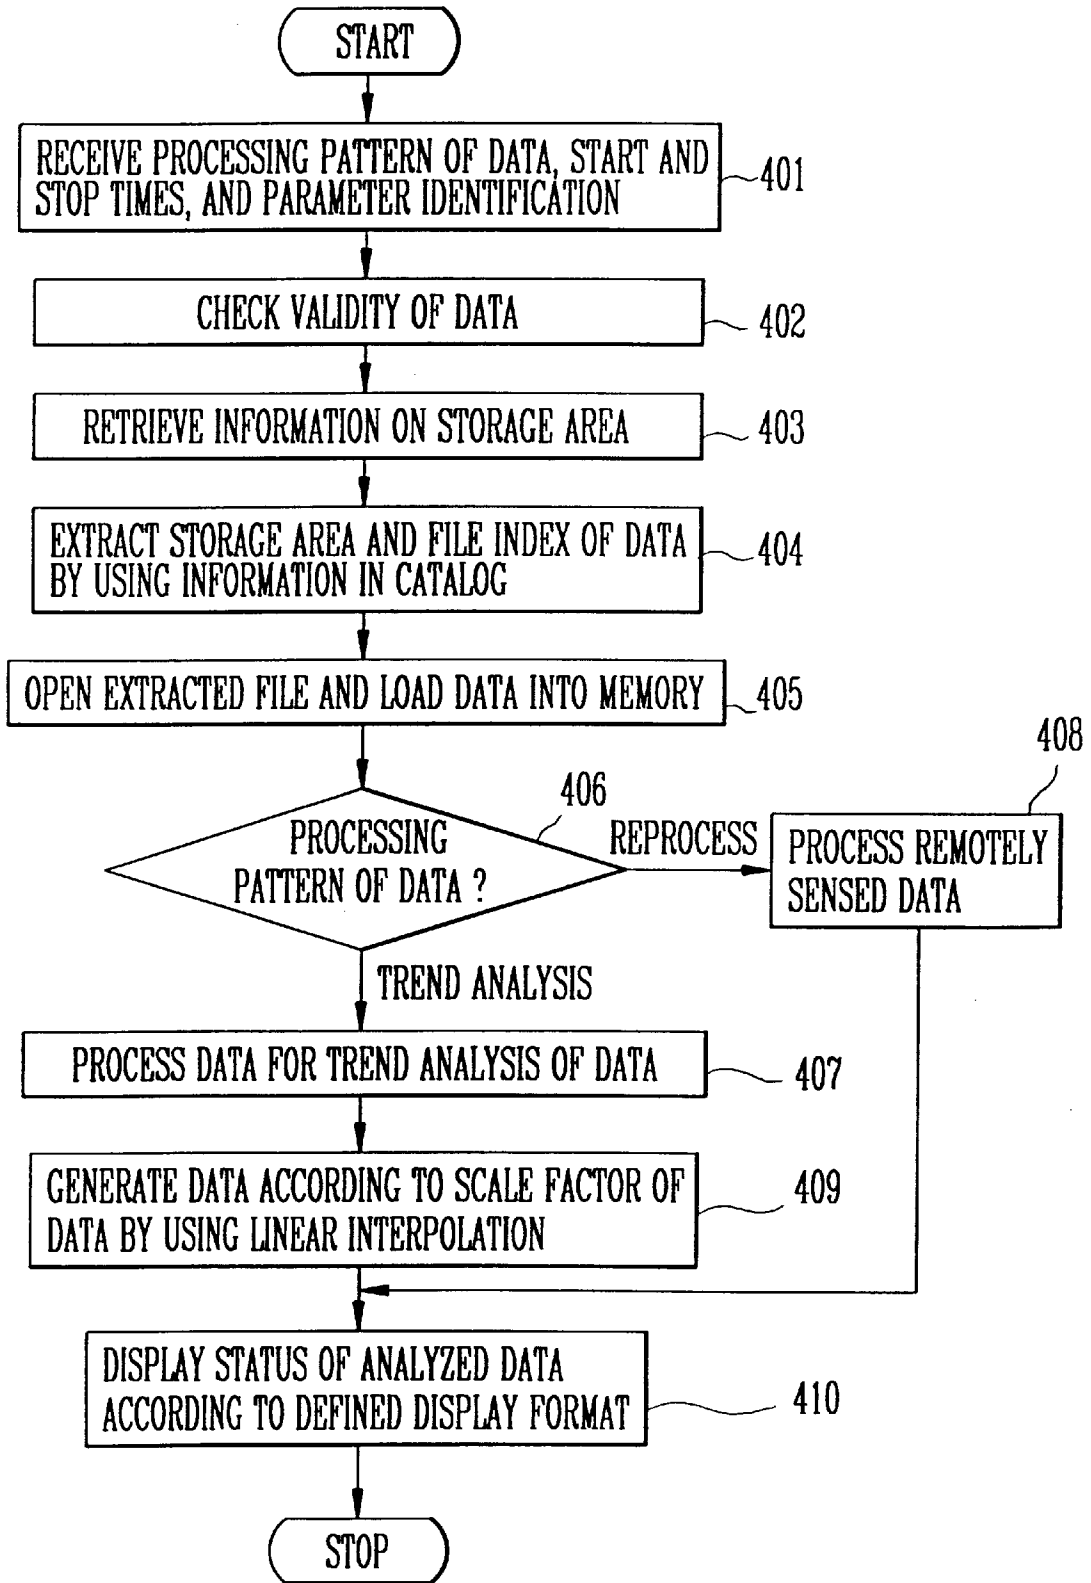 START
RECEIVE PROCESSING PATTERN OF DATA, START AND
STOP TIMES, AND PARAMETER IDENTIFICATION
401
CHECK VALIDITY OF DATA
402
RETRIEVE INFORMATION ON STORAGE AREA
403
EXTRACT STORAGE AREA AND FILE INDEX OF DATA
BY USING INFORMATION IN CATALOG
404
OPEN EXTRACTED FILE AND LOAD DATA INTO MEMORY
405
406
PROCESSING
PATTERN OF DATA ?
REPROCESS
408
PROCESS REMOTELY
SENSED DATA
TREND ANALYSIS
PROCESS DATA FOR TREND ANALYSIS OF DATA
407
GENERATE DATA ACCORDING TO SCALE FACTOR OF
DATA BY USING LINEAR INTERPOLATION
409
DISPLAY STATUS OF ANALYZED DATA
ACCORDING TO DEFINED DISPLAY FORMAT
410
STOP